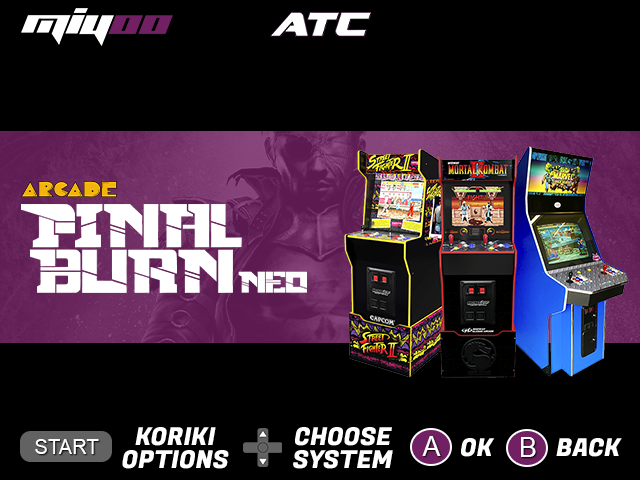 miyoo
ATC
ARCADE
FINAL
BURN NEO
STREET
FIGHTER II
MORTAL KOMBAT
II
CAPCOM
STREET
FIGHTER II
START
KORIKI
OPTIONS
CHOOSE
SYSTEM
A OK
B BACK